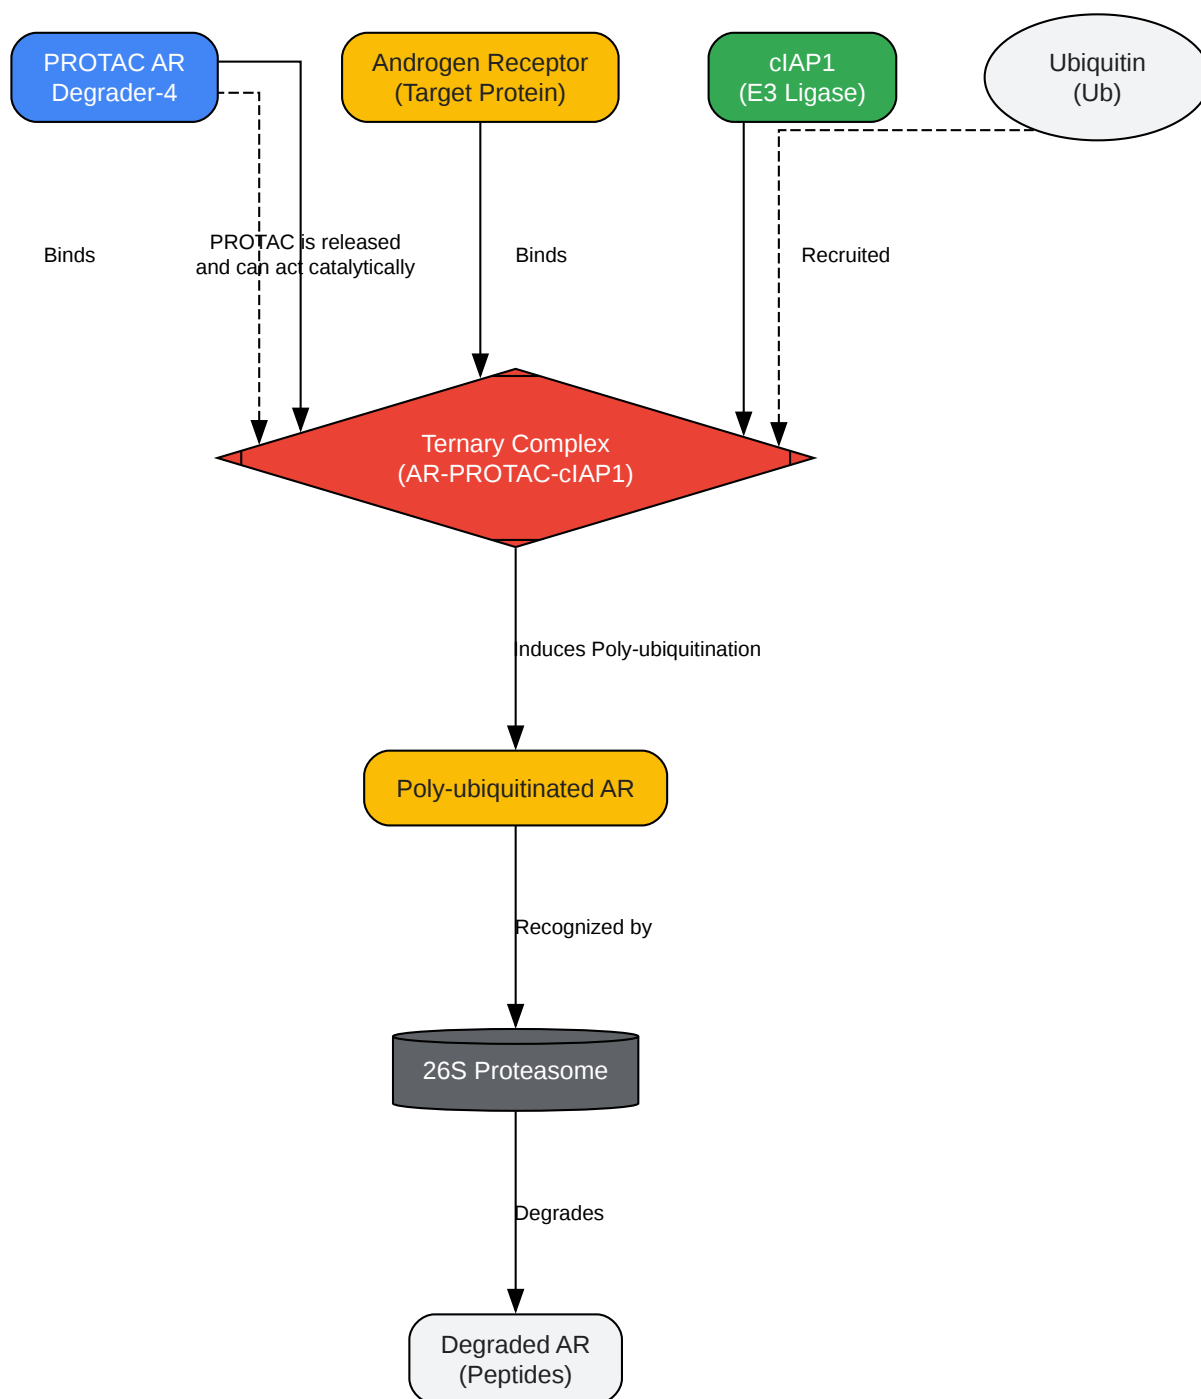 PROTAC AR
Degrader-4
Androgen Receptor
(Target Protein)
cIAP1
(E3 Ligase)
Ubiquitin
(Ub)
Binds
PROTAC is released
and can act catalytically
Binds
Recruited
Ternary Complex
(AR-PROTAC-cIAP1)
Induces Poly-ubiquitination
Poly-ubiquitinated AR
Recognized by
26S Proteasome
Degrades
Degraded AR
(Peptides)